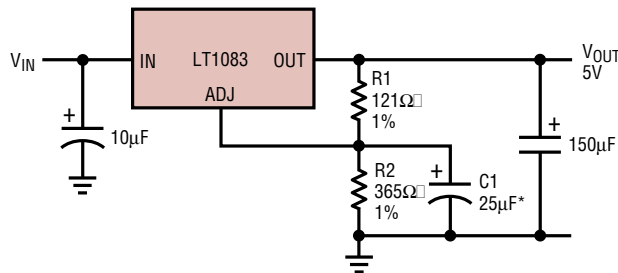 V_IN
IN LT1083 OUT
ADJ
V_OUT
5V
+
10µF
R1
121Ω
1%
+
150µF
R2
365Ω
1%
+
C1
25µF*